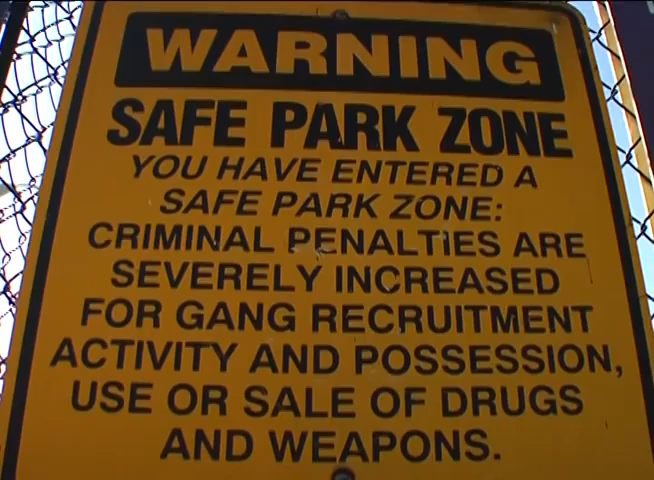 WARNING
SAFE PARK ZONE
YOU HAVE ENTERED A
SAFE PARK ZONE:
CRIMINAL PENALTIES ARE
SEVERELY INCREASED
FOR GANG RECRUITMENT
ACTIVITY AND POSSESSION,
USE OR SALE OF DRUGS
AND WEAPONS.